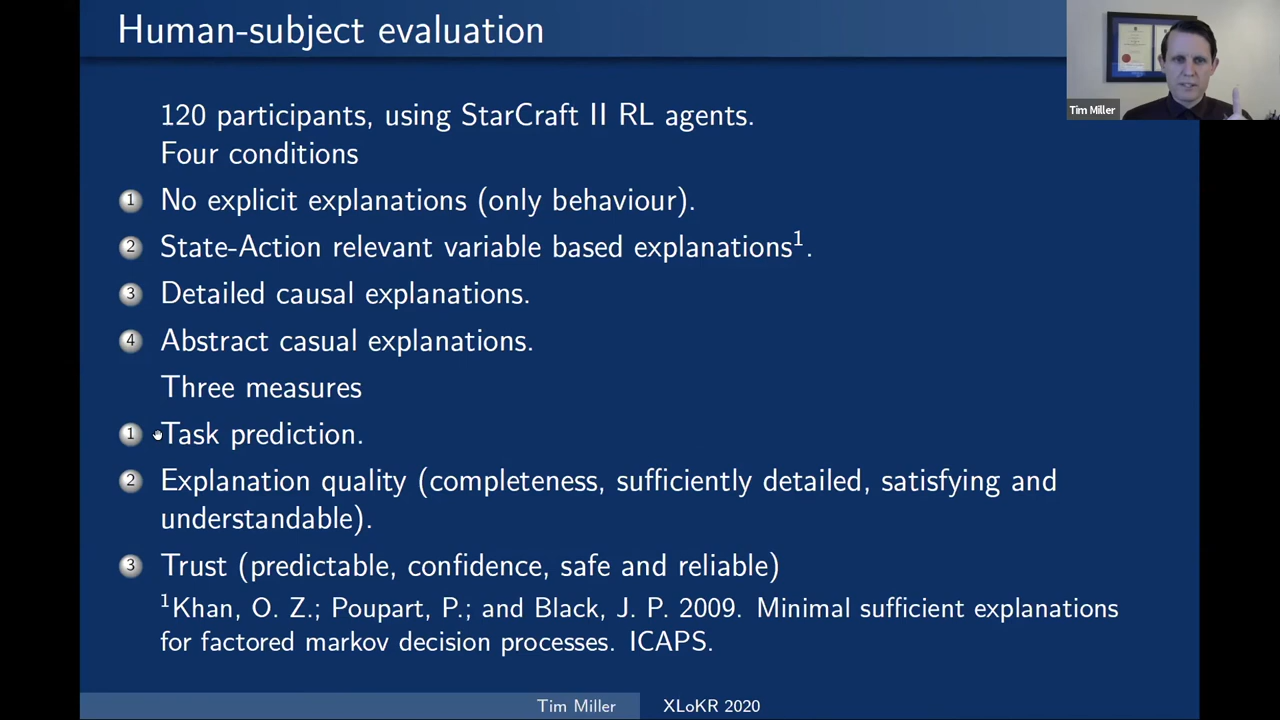 Human-subject evaluation
Tim Miller
120 participants, using StarCraft II RL agents.
Four conditions
1 No explicit explanations (only behaviour).
2 State-Action relevant variable based explanations1.
3 Detailed causal explanations.
4 Abstract casual explanations.
Three measures
1 Task prediction.
2 Explanation quality (completeness, sufficiently detailed, satisfying and
understandable).
3 Trust (predictable, confidence, safe and reliable)
1Khan, O. Z.; Poupart, P.; and Black, J. P. 2009. Minimal sufficient explanations
for factored markov decision processes. ICAPS.
Tim Miller XLoKR 2020